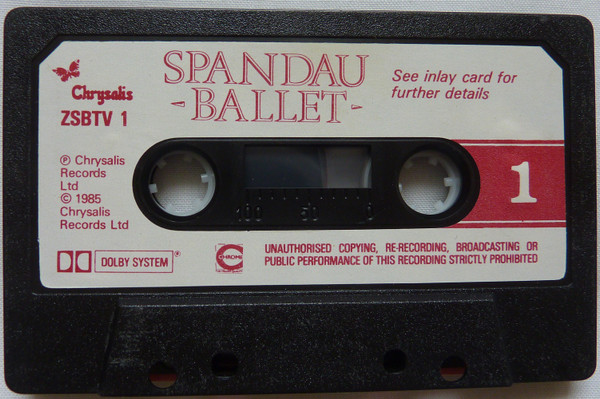 Chrysalis
ZSBTV 1
SPANDAU
-BALLET-
See inlay card for
further details
℗ Chrysalis
Records
Ltd
© 1985
Chrysalis
Records Ltd
1
100 50 0
DOLBY SYSTEM®
CHROME
UNAUTHORISED COPYING, RE-RECORDING, BROADCASTING OR
PUBLIC PERFORMANCE OF THIS RECORDING STRICTLY PROHIBITED